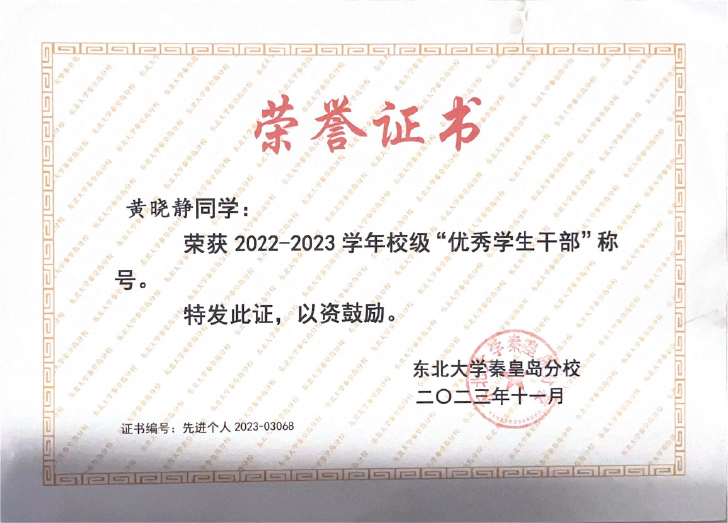 荣誉证书
黄晓静同学：
荣获 2022-2023 学年校级“优秀学生干部”称
号。
特发此证，以资鼓励。
东北大学秦皇岛分校
二〇二三年十一月
证书编号：先进个人 2023-03068